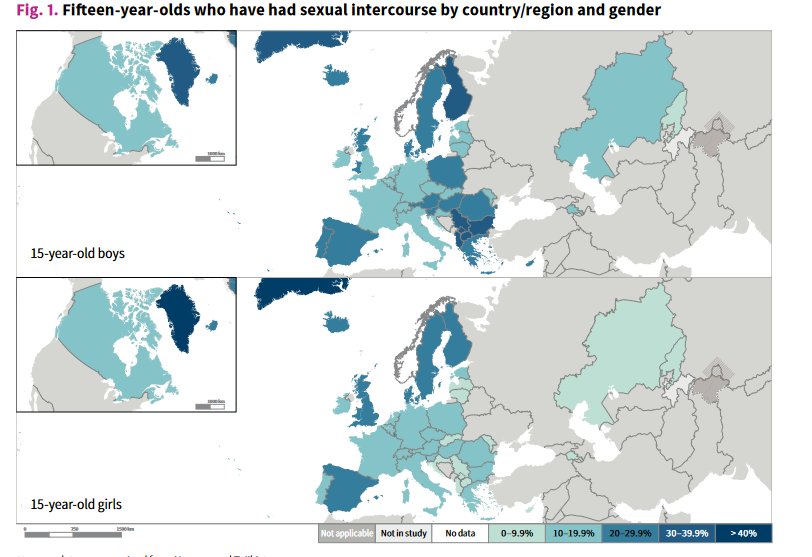 Fig. 1. Fifteen-year-olds who have had sexual intercourse by country/region and gender
15-year-old boys
15-year-old girls
0 750 1500 km
Not applicable Not in study No data 0–9.9% 10–19.9% 20–29.9% 30–39.9% >40%